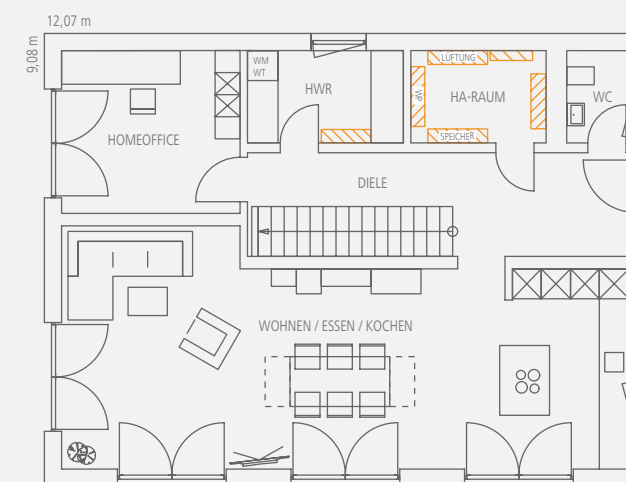 12,07 m
9,08 m
WM
WT
HWR
LÜFTUNG
WP
HA-RAUM
SPEICHER
WC
HOMEOFFICE
DIELE
WOHNEN / ESSEN / KOCHEN